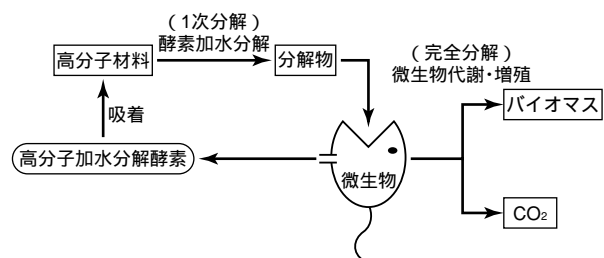 （1次分解）
酵素加水分解
高分子材料
分解物
（完全分解）
微生物代謝・増殖
バイオマス
吸着
高分子加水分解酵素
微生物
CO₂